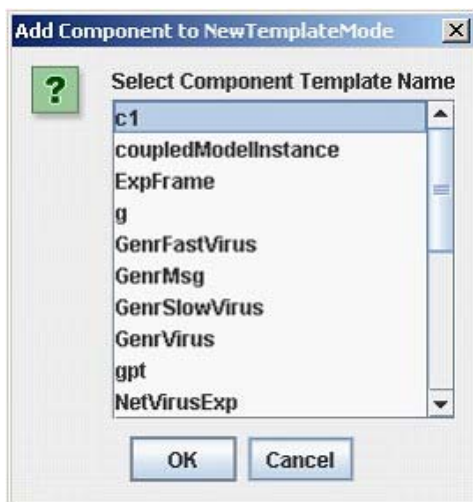 Add Component to NewTemplateMode
?
Select Component Template Name
c1
coupledModelInstance
ExpFrame
g
GenrFastVirus
GenrMsg
GenrSlowVirus
GenrVirus
gpt
NetVirusExp
OK
Cancel